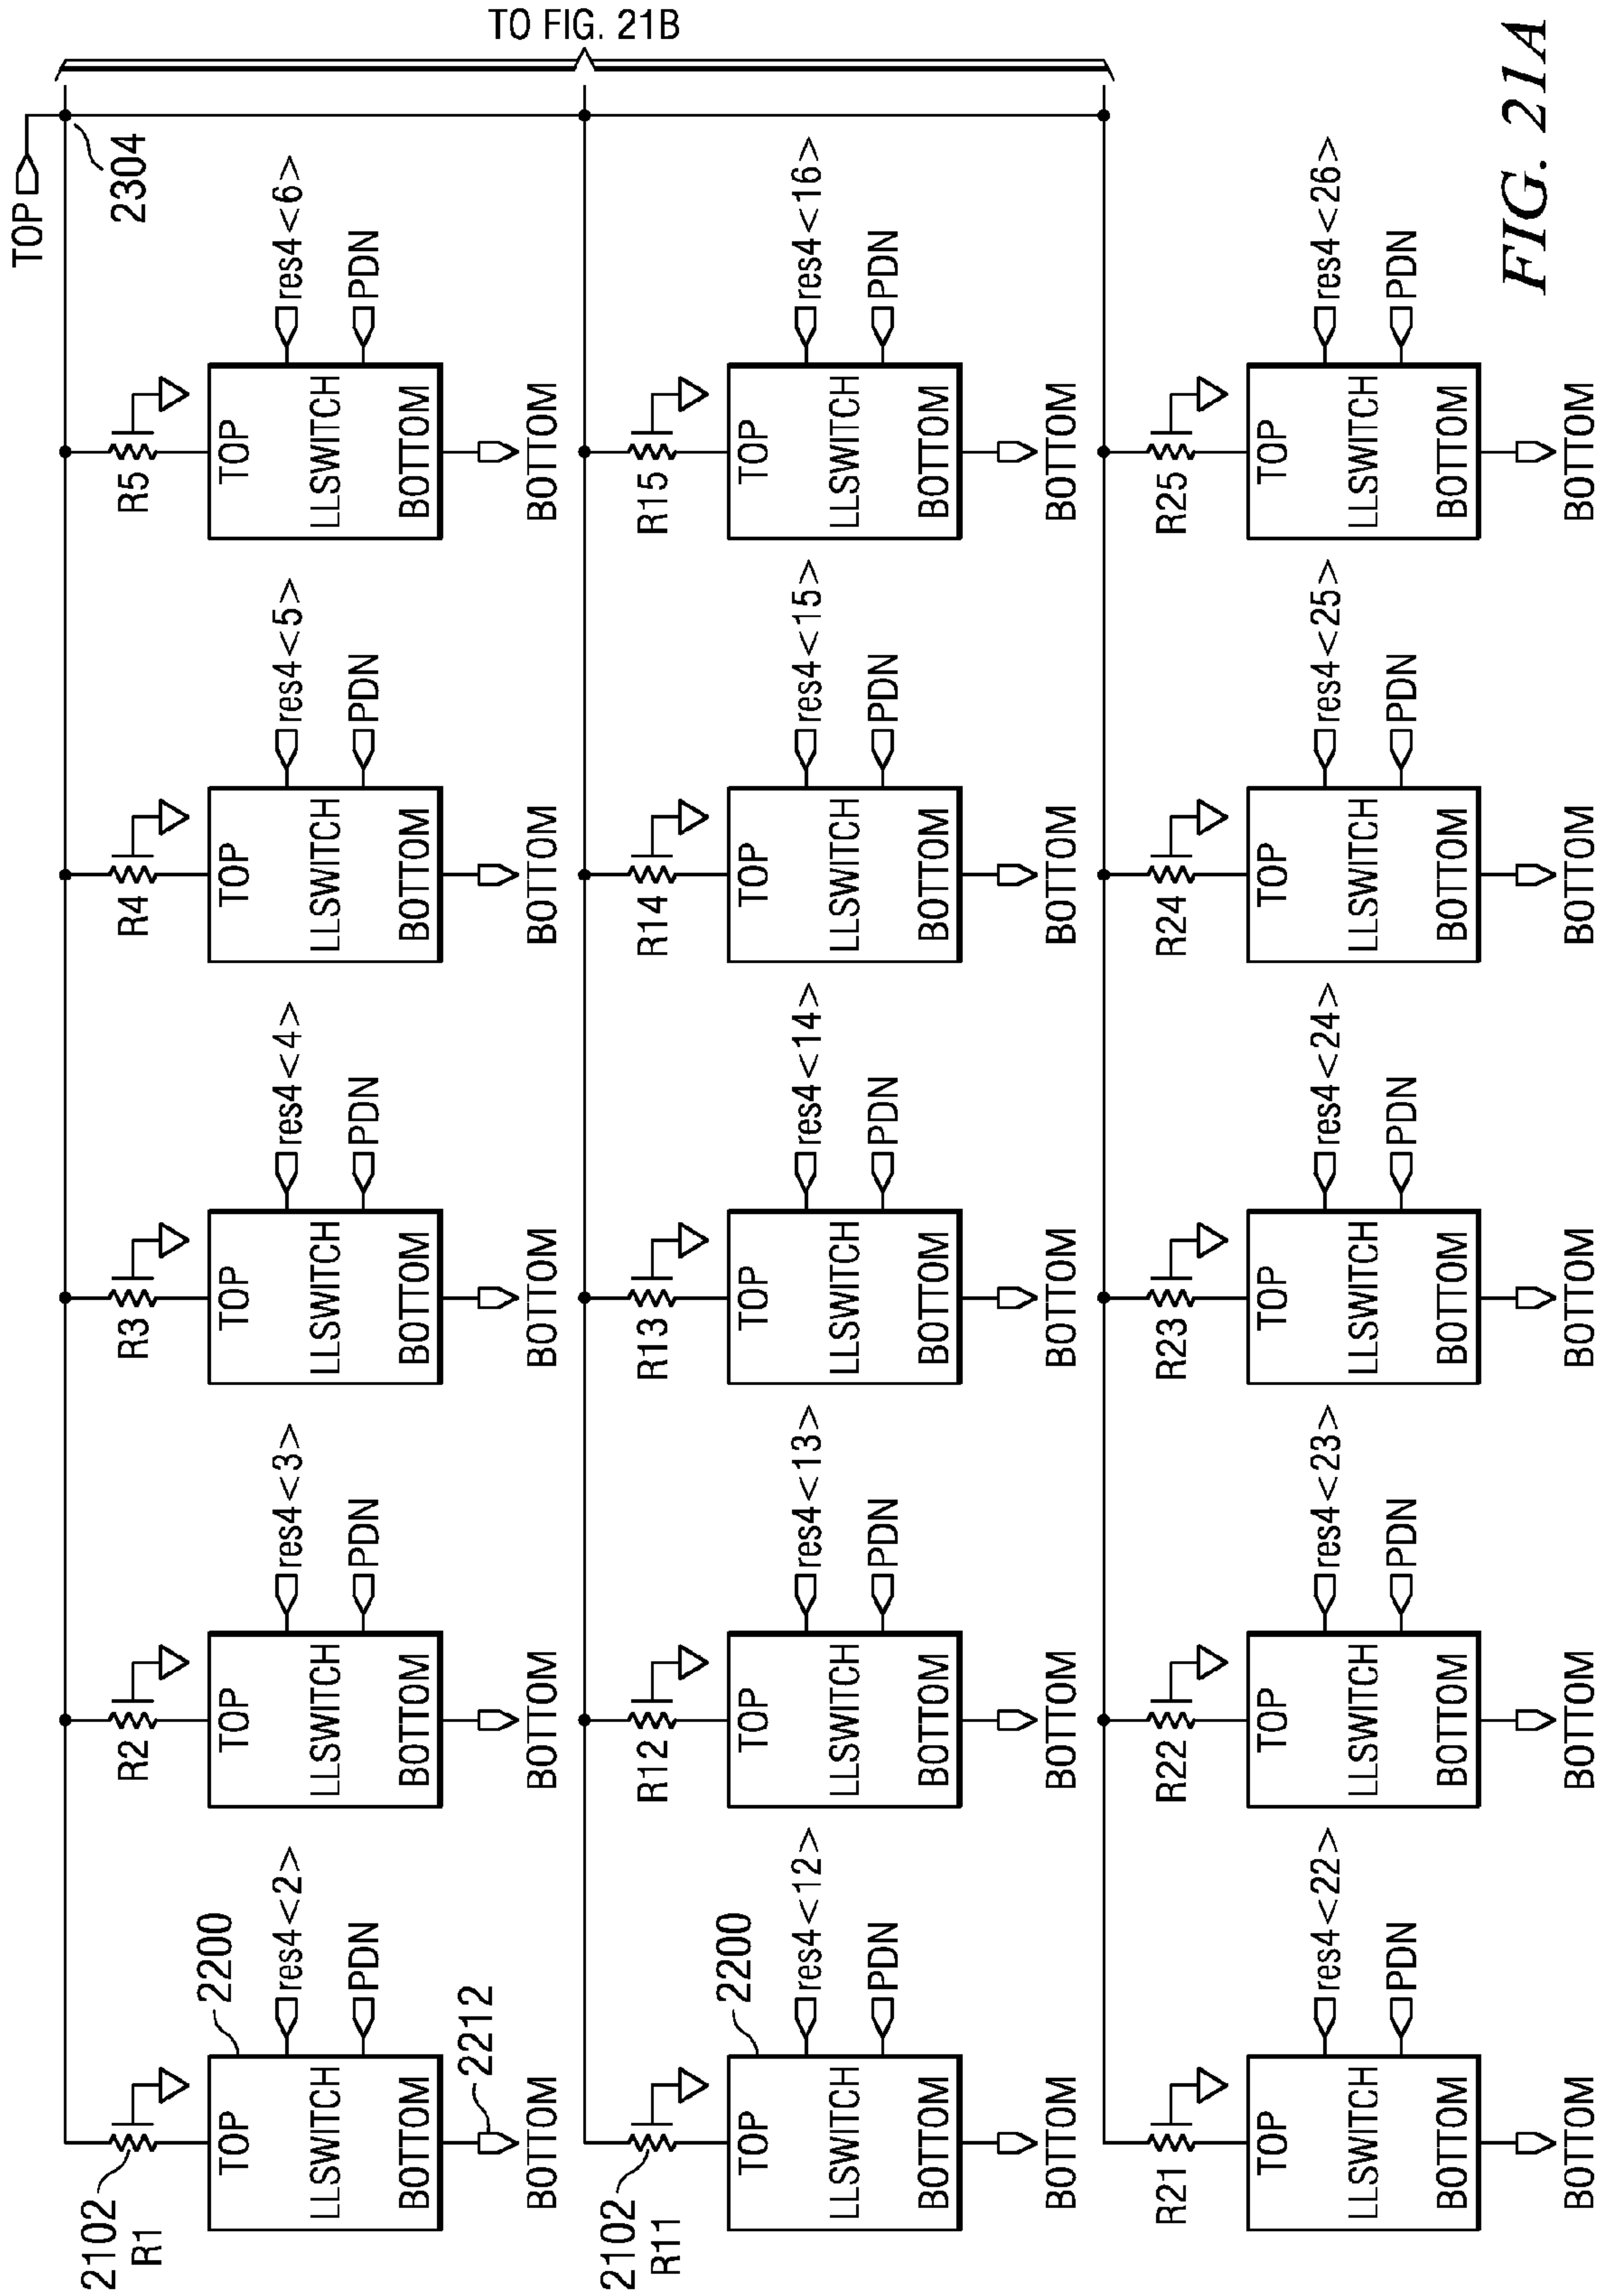 TOP
TO FIG. 21B
2304
2102
R1
R2
R3
R4
R5
TOP
TOP
TOP
TOP
TOP
2200
LLSWITCH
LLSWITCH
LLSWITCH
LLSWITCH
LLSWITCH
res4<2>
res4<3>
res4<4>
res4<5>
res4<6>
PDN
PDN
PDN
PDN
PDN
BOTTOM
BOTTOM
BOTTOM
BOTTOM
BOTTOM
2212
BOTTOM
BOTTOM
BOTTOM
BOTTOM
BOTTOM
2102
R11
R12
R13
R14
R15
TOP
TOP
TOP
TOP
TOP
2200
LLSWITCH
LLSWITCH
LLSWITCH
LLSWITCH
LLSWITCH
res4<12>
res4<13>
res4<14>
res4<15>
res4<16>
PDN
PDN
PDN
PDN
PDN
BOTTOM
BOTTOM
BOTTOM
BOTTOM
BOTTOM
BOTTOM
BOTTOM
BOTTOM
BOTTOM
BOTTOM
R21
R22
R23
R24
R25
TOP
TOP
TOP
TOP
TOP
LLSWITCH
LLSWITCH
LLSWITCH
LLSWITCH
LLSWITCH
res4<22>
res4<23>
res4<24>
res4<25>
res4<26>
PDN
PDN
PDN
PDN
PDN
BOTTOM
BOTTOM
BOTTOM
BOTTOM
BOTTOM
BOTTOM
BOTTOM
BOTTOM
BOTTOM
BOTTOM
FIG. 21A